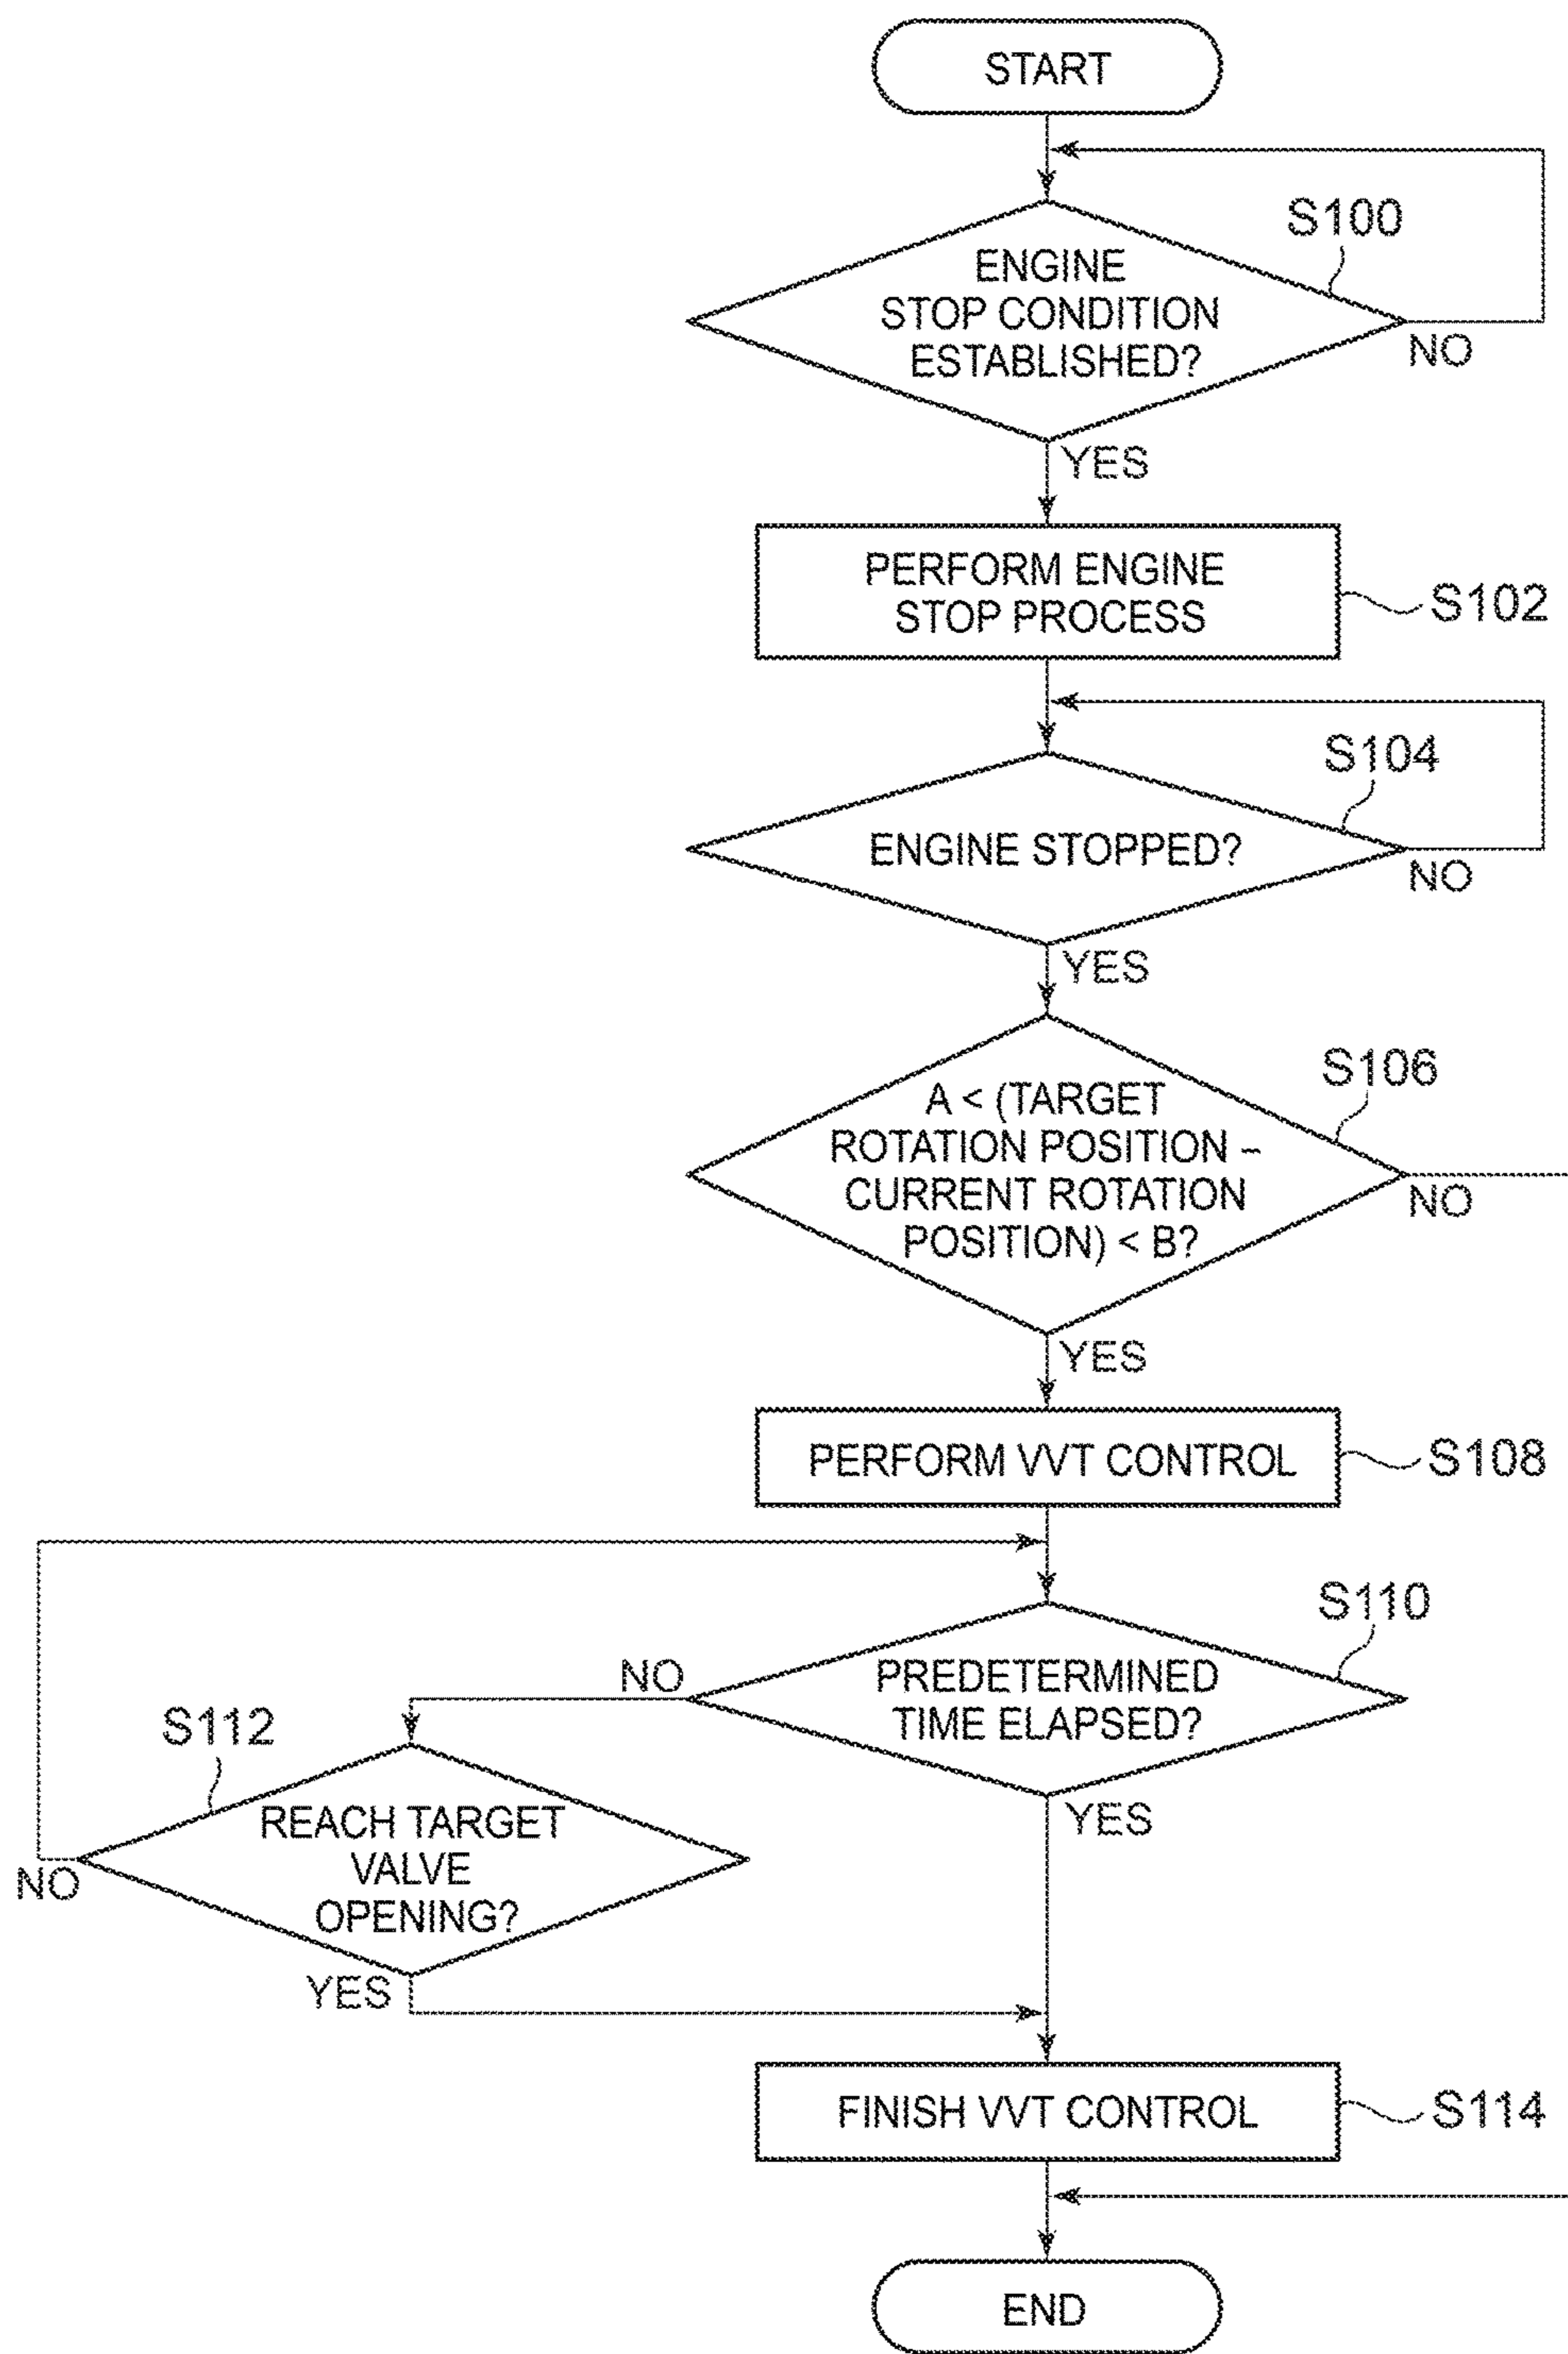 START
S100
ENGINE
STOP CONDITION
ESTABLISHED?
NO
YES
PERFORM ENGINE
STOP PROCESS
S102
S104
ENGINE STOPPED?
NO
YES
S106
A < (TARGET
ROTATION POSITION –
CURRENT ROTATION
POSITION) < B?
NO
YES
PERFORM VVT CONTROL
S108
S110
PREDETERMINED
TIME ELAPSED?
NO
YES
S112
REACH TARGET
VALVE
OPENING?
NO
YES
FINISH VVT CONTROL
S114
END